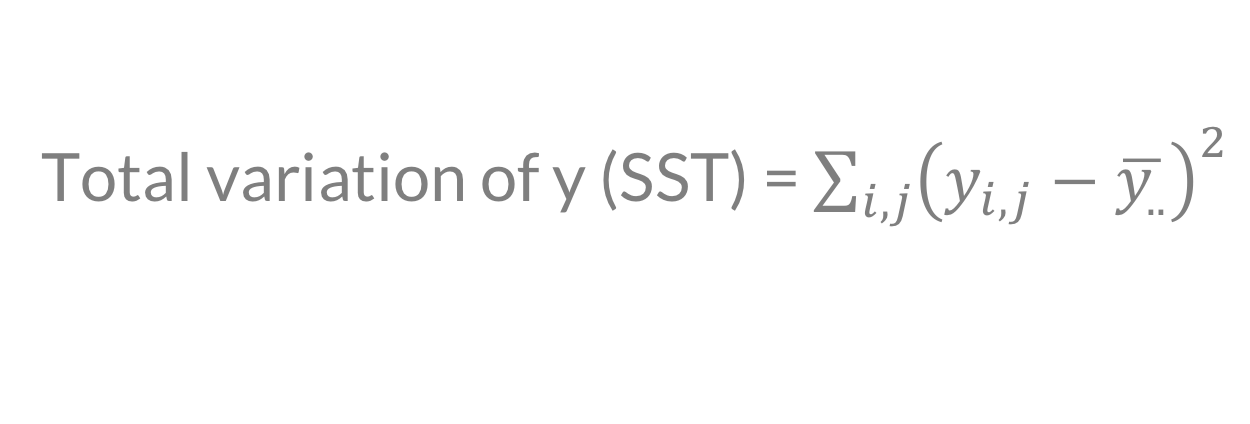 Total variation of y (SST) = ∑ᵢ,ⱼ(yᵢ,ⱼ − y̅..)²